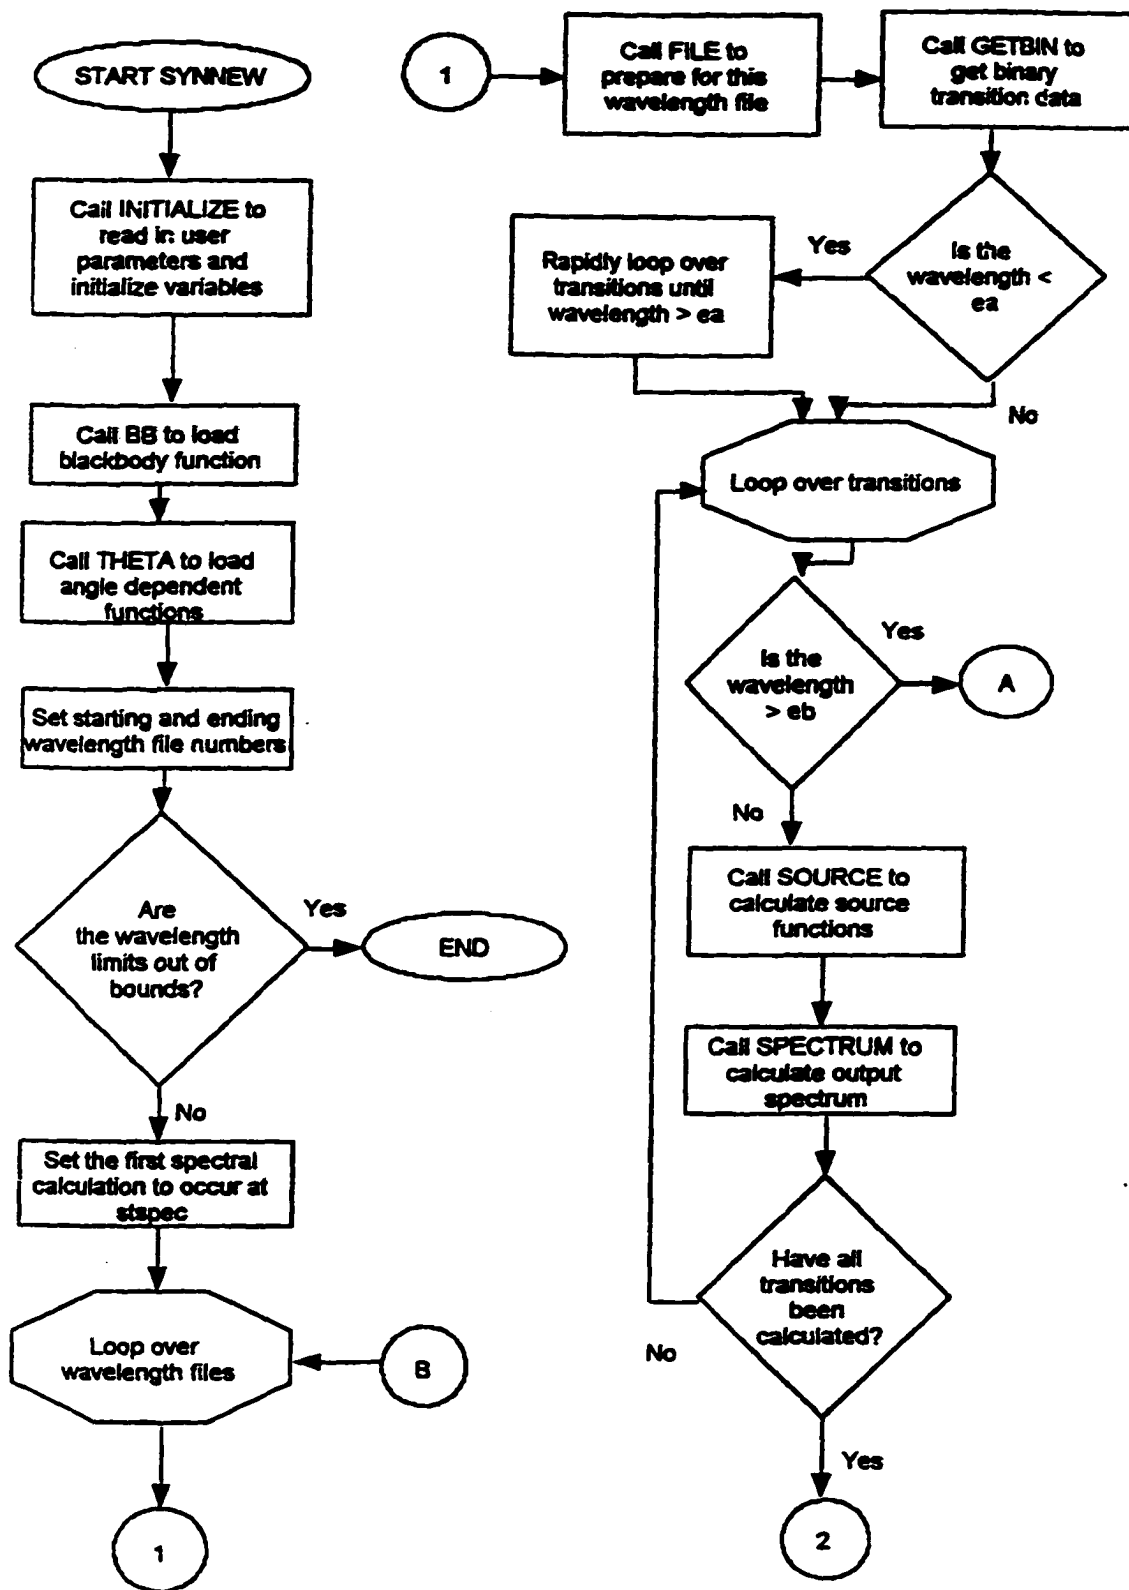 START SYNNEW
Call INITIALIZE to
read in user
parameters and
initialize variables
Call BB to load
blackbody function
Call THETA to load
angle dependent
functions
Set starting and ending
wavelength file numbers
Are
the wavelength
limits out of
bounds?
Yes
END
No
Set the first spectral
calculation to occur at
stspec
Loop over
wavelength files
B
1
1
Call FILE to
prepare for this
wavelength file
Call GETBIN to
get binary
transition data
Is the
wavelength <
ea
Yes
Rapidly loop over
transitions until
wavelength > ea
No
Loop over transitions
Is the
wavelength
> eb
Yes
A
No
Call SOURCE to
calculate source
functions
Call SPECTRUM to
calculate output
spectrum
Have all
transitions
been
calculated?
No
Yes
2